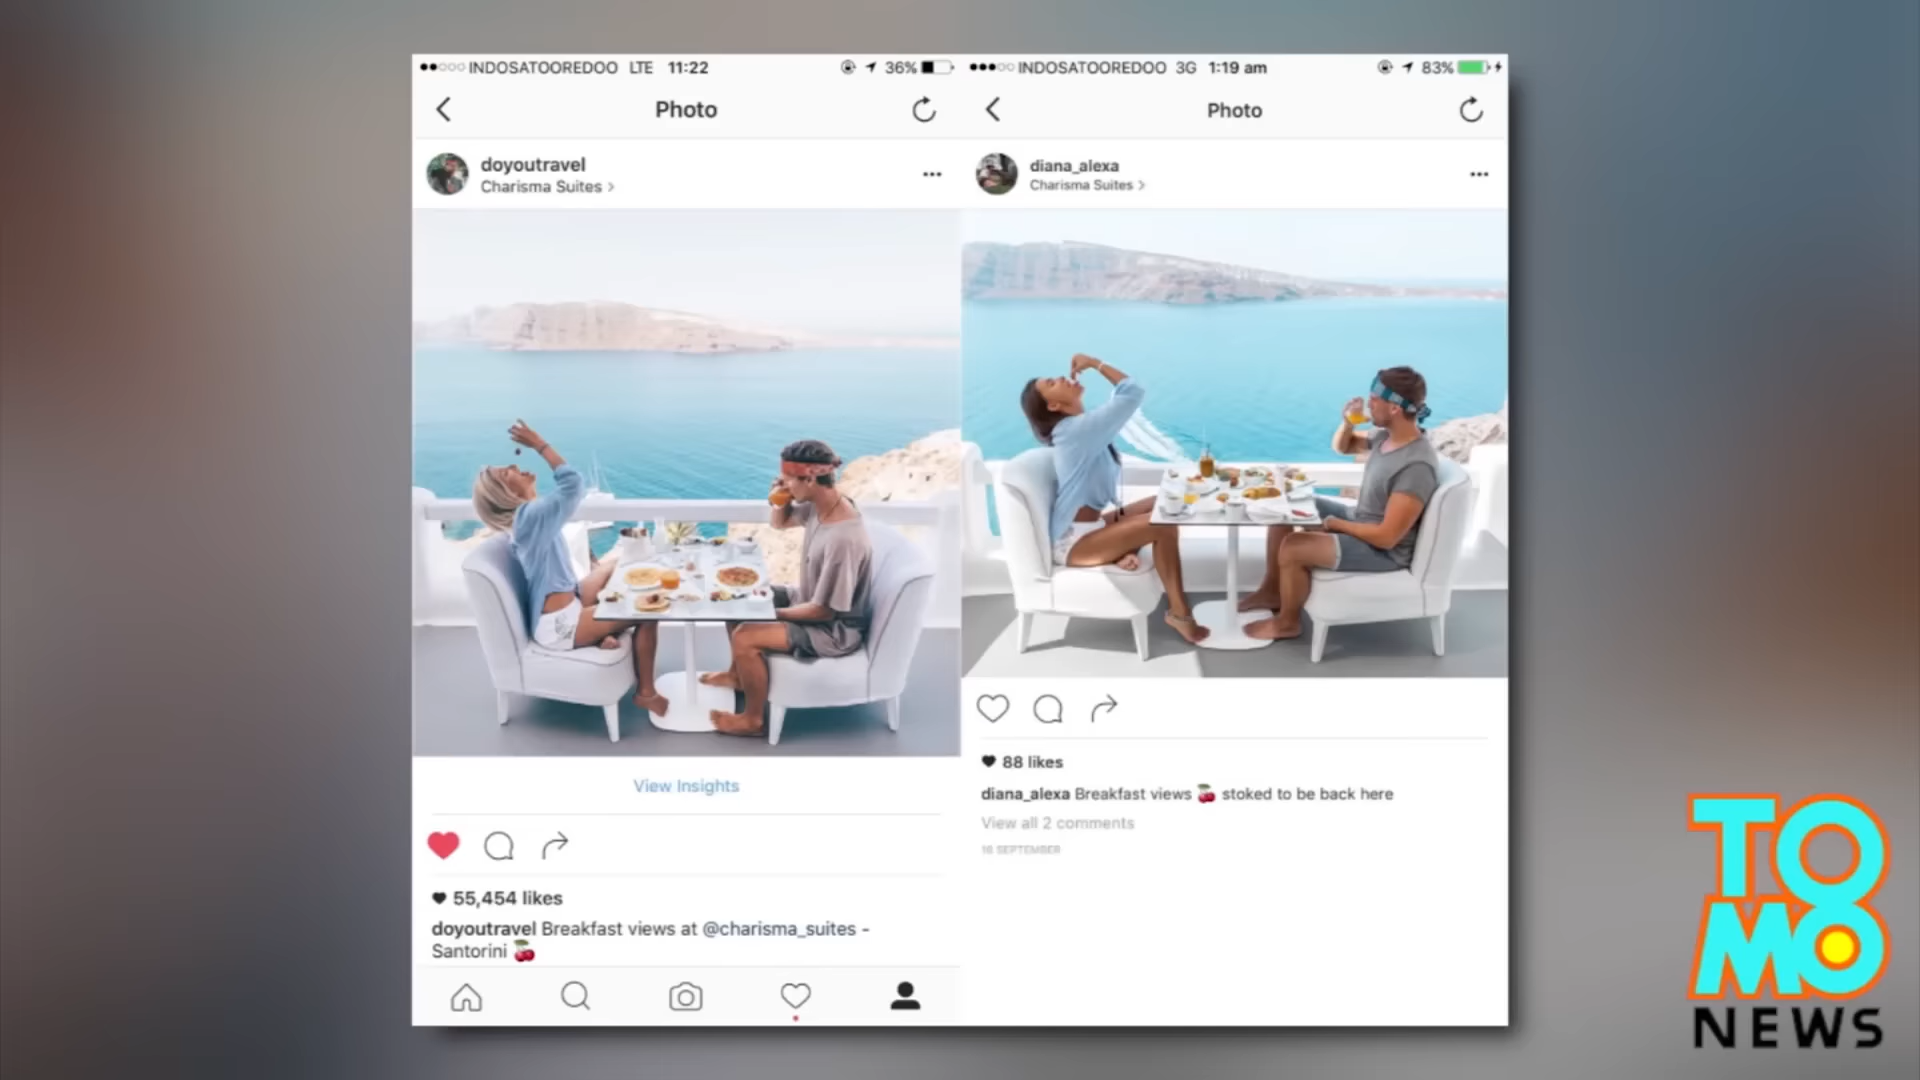 INDOSATOOREDOO LTE 11:22 36%
Photo
doyoutravel
Charisma Suites
View Insights
55,454 likes
doyoutravel Breakfast views at @charisma_suites -
Santorini 🍒
INDOSATOOREDOO 3G 1:19 am 83%
Photo
diana_alexa
Charisma Suites
88 likes
diana_alexa Breakfast views 🍒 stoked to be back here
View all 2 comments
16 SEPTEMBER
TOMO
NEWS